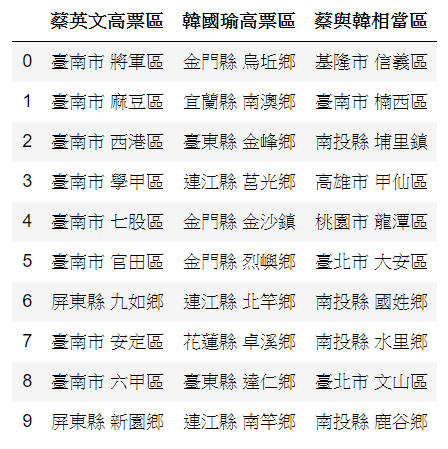 蔡英文高票區 韓國瑜高票區 蔡與韓相當區
0 臺南市 將軍區 金門縣 烏坵鄉 基隆市 信義區
1 臺南市 麻豆區 宜蘭縣 南澳鄉 臺南市 楠西區
2 臺南市 西港區 臺東縣 金峰鄉 南投縣 埔里鎮
3 臺南市 學甲區 連江縣 莒光鄉 高雄市 甲仙區
4 臺南市 七股區 金門縣 金沙鎮 桃園市 龍潭區
5 臺南市 官田區 金門縣 烈嶼鄉 臺北市 大安區
6 屏東縣 九如鄉 連江縣 北竿鄉 南投縣 國姓鄉
7 臺南市 安定區 花蓮縣 卓溪鄉 南投縣 水里鄉
8 臺南市 六甲區 臺東縣 達仁鄉 臺北市 文山區
9 屏東縣 新園鄉 連江縣 南竿鄉 南投縣 鹿谷鄉